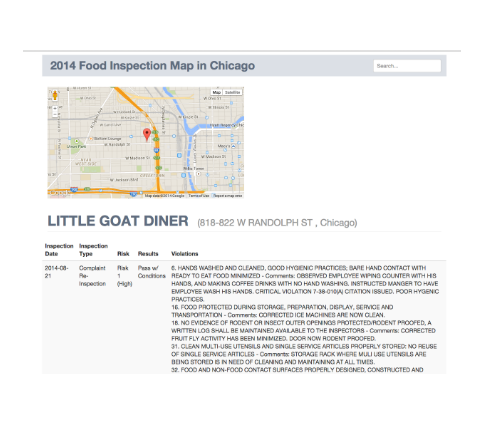 2014 Food Inspection Map in Chicago
Search...
Map Satellite
Union Park
W Randolph St
W Madison St
W Madison St
W Jackson Blvd
Map data ©2014 Google Terms of Use Report a map error
LITTLE GOAT DINER (818-822 W RANDOLPH ST , Chicago)
Inspection Inspection
Date Type Risk Results Violations
2014-08- Complaint Risk Pass w/ 6. HANDS WASHED AND CLEANED, GOOD HYGIENIC PRACTICES; BARE HAND CONTACT WITH
21 Re- 1 Conditions READY TO EAT FOOD MINIMIZED - Comments: OBSERVED EMPLOYEE WIPING COUNTER WITH HIS
Inspection (High) HANDS, AND MAKING COFFEE DRINKS WITH NO HAND WASHING. INSTRUCTED MANGER TO HAVE
EMPLOYEE WASH HIS HANDS. CRITICAL VIOLATION 7-38-010(A) CITATION ISSUED. POOR HYGENIC
PRACTICES.
16. FOOD PROTECTED DURING STORAGE, PREPARATION, DISPLAY, SERVICE AND
TRANSPORTATION - Comments: CORRECTED ICE MACHINES ARE NOW CLEAN.
18. NO EVIDENCE OF RODENT OR INSECT OUTER OPENINGS PROTECTED/RODENT PROOFED, A
WRITTEN LOG SHALL BE MAINTAINED AVAILABLE TO THE INSPECTORS - Comments: CORRECTED
FRUIT FLY ACTIVITY HAS BEEN MINIMIZED. DOOR NOW RODENT PROOFED.
31. CLEAN MULTI-USE UTENSILS AND SINGLE SERVICE ARTICLES PROPERLY STORED: NO REUSE
OF SINGLE SERVICE ARTICLES - Comments: STORAGE RACK WHERE MULI USE UTENSILS ARE
BEING STORED IS IN NEED OF CLEANING AND MAINTAINING AT ALL TIMES.
32. FOOD AND NON-FOOD CONTACT SURFACES PROPERLY DESIGNED, CONSTRUCTED AND